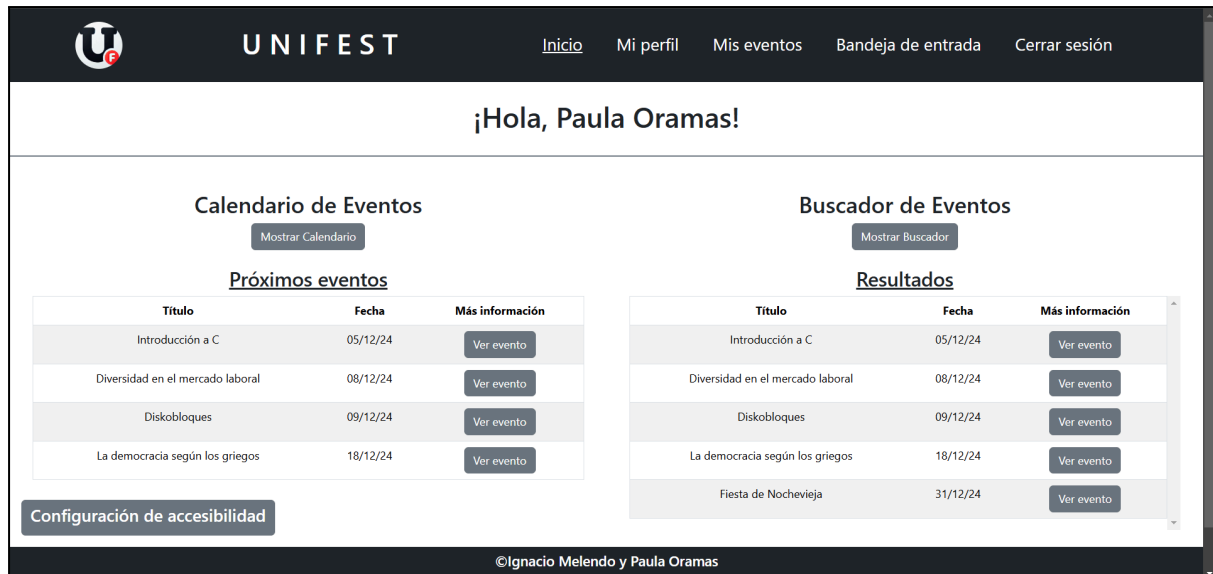 U F
UNIFEST
Inicio Mi perfil Mis eventos Bandeja de entrada Cerrar sesión
¡Hola, Paula Oramas!
Calendario de Eventos
Mostrar Calendario
Próximos eventos
Título Fecha Más información
Introducción a C 05/12/24 Ver evento
Diversidad en el mercado laboral 08/12/24 Ver evento
Diskobloques 09/12/24 Ver evento
La democracia según los griegos 18/12/24 Ver evento
Buscador de Eventos
Mostrar Buscador
Resultados
Título Fecha Más información
Introducción a C 05/12/24 Ver evento
Diversidad en el mercado laboral 08/12/24 Ver evento
Diskobloques 09/12/24 Ver evento
La democracia según los griegos 18/12/24 Ver evento
Fiesta de Nochevieja 31/12/24 Ver evento
Configuración de accesibilidad
©Ignacio Melendo y Paula Oramas